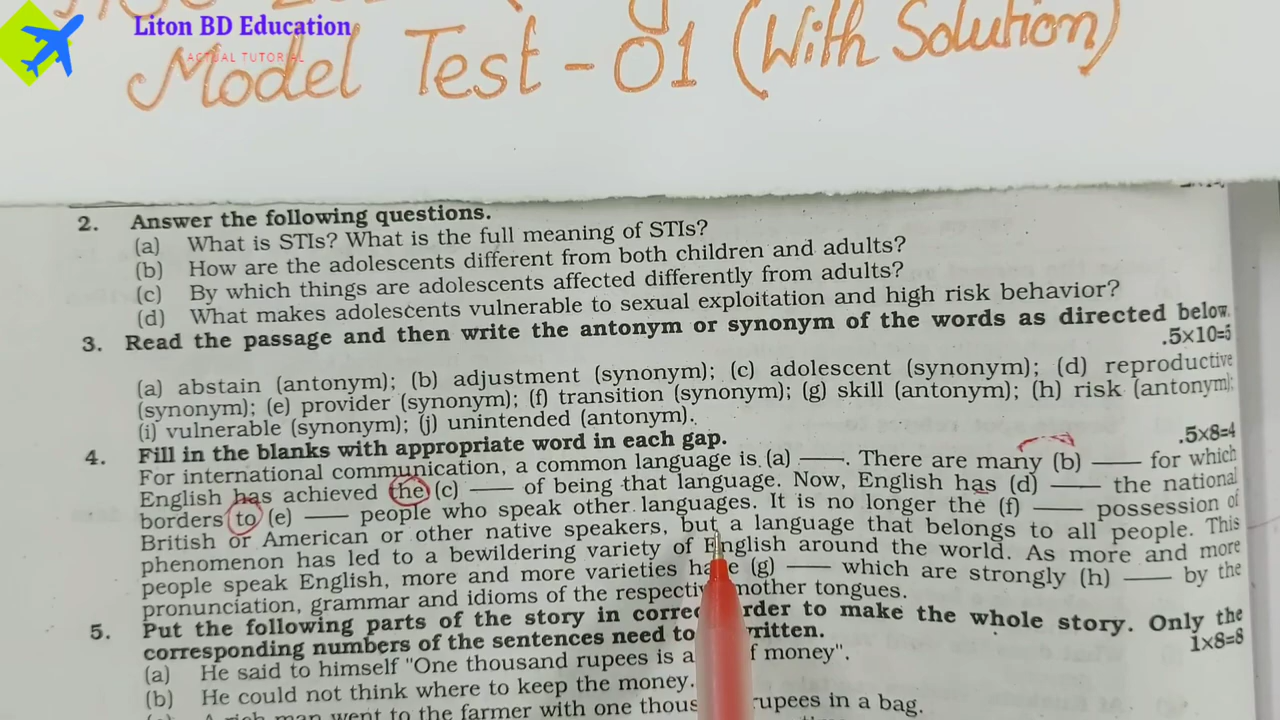 Liton BD Education
ACTUAL TUTORIAL
Model Test - 01 (With Solution)
2. Answer the following questions.
(a) What is STIs? What is the full meaning of STIs?
(b) How are the adolescents different from both children and adults?
(c) By which things are adolescents affected differently from adults?
(d) What makes adolescents vulnerable to sexual exploitation and high risk behavior?
3. Read the passage and then write the antonym or synonym of the words as directed below.
.5×10=5
(a) abstain (antonym); (b) adjustment (synonym); (c) adolescent (synonym); (d) reproductive
(synonym); (e) provider (synonym); (f) transition (synonym); (g) skill (antonym); (h) risk (antonym);
(i) vulnerable (synonym); (j) unintended (antonym).
4. Fill in the blanks with appropriate word in each gap. .5×8=4
For international communication, a common language is (a) ——. There are many (b) —— for which
English has achieved the (c) —— of being that language. Now, English has (d) —— the national
borders to (e) —— people who speak other languages. It is no longer the (f) —— possession of
British or American or other native speakers, but a language that belongs to all people. This
phenomenon has led to a bewildering variety of English around the world. As more and more
people speak English, more and more varieties have (g) —— which are strongly (h) —— by the
pronunciation, grammar and idioms of the respective mother tongues.
5. Put the following parts of the story in correct order to make the whole story. Only the
corresponding numbers of the sentences need to written. 1×8=8
(a) He said to himself "One thousand rupees is a of money".
(b) He could not think where to keep the money.
man went to the farmer with one rupees in a bag.